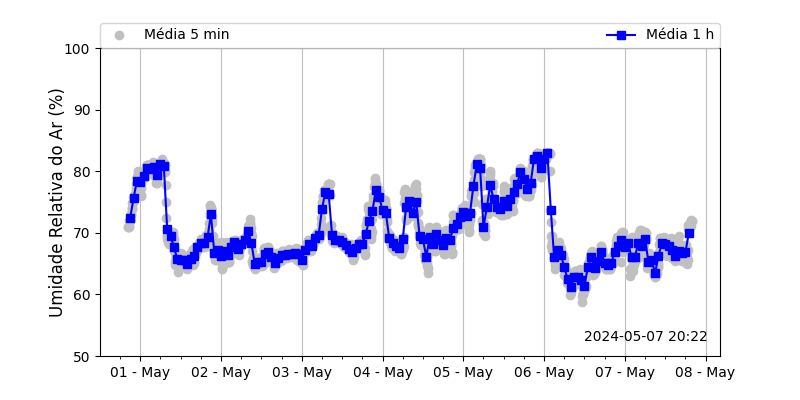 Média 5 min
Média 1 h
Umidade Relativa do Ar (%)
100
90
80
70
60
50
2024-05-07 20:22
01 - May
02 - May
03 - May
04 - May
05 - May
06 - May
07 - May
08 - May